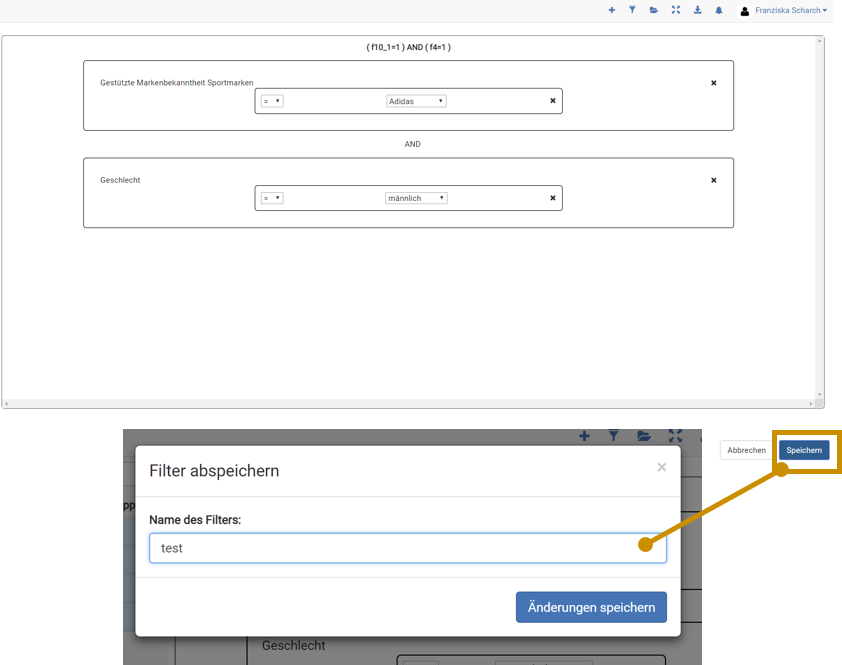 Franziska Scharch
( f10_1=1 ) AND ( f4=1 )
Gestützte Markenbekanntheit Sportmarken
= Adidas
AND
Geschlecht
= männlich
Abbrechen Speichern
Filter abspeichern
Name des Filters:
test
Änderungen speichern
Geschlecht